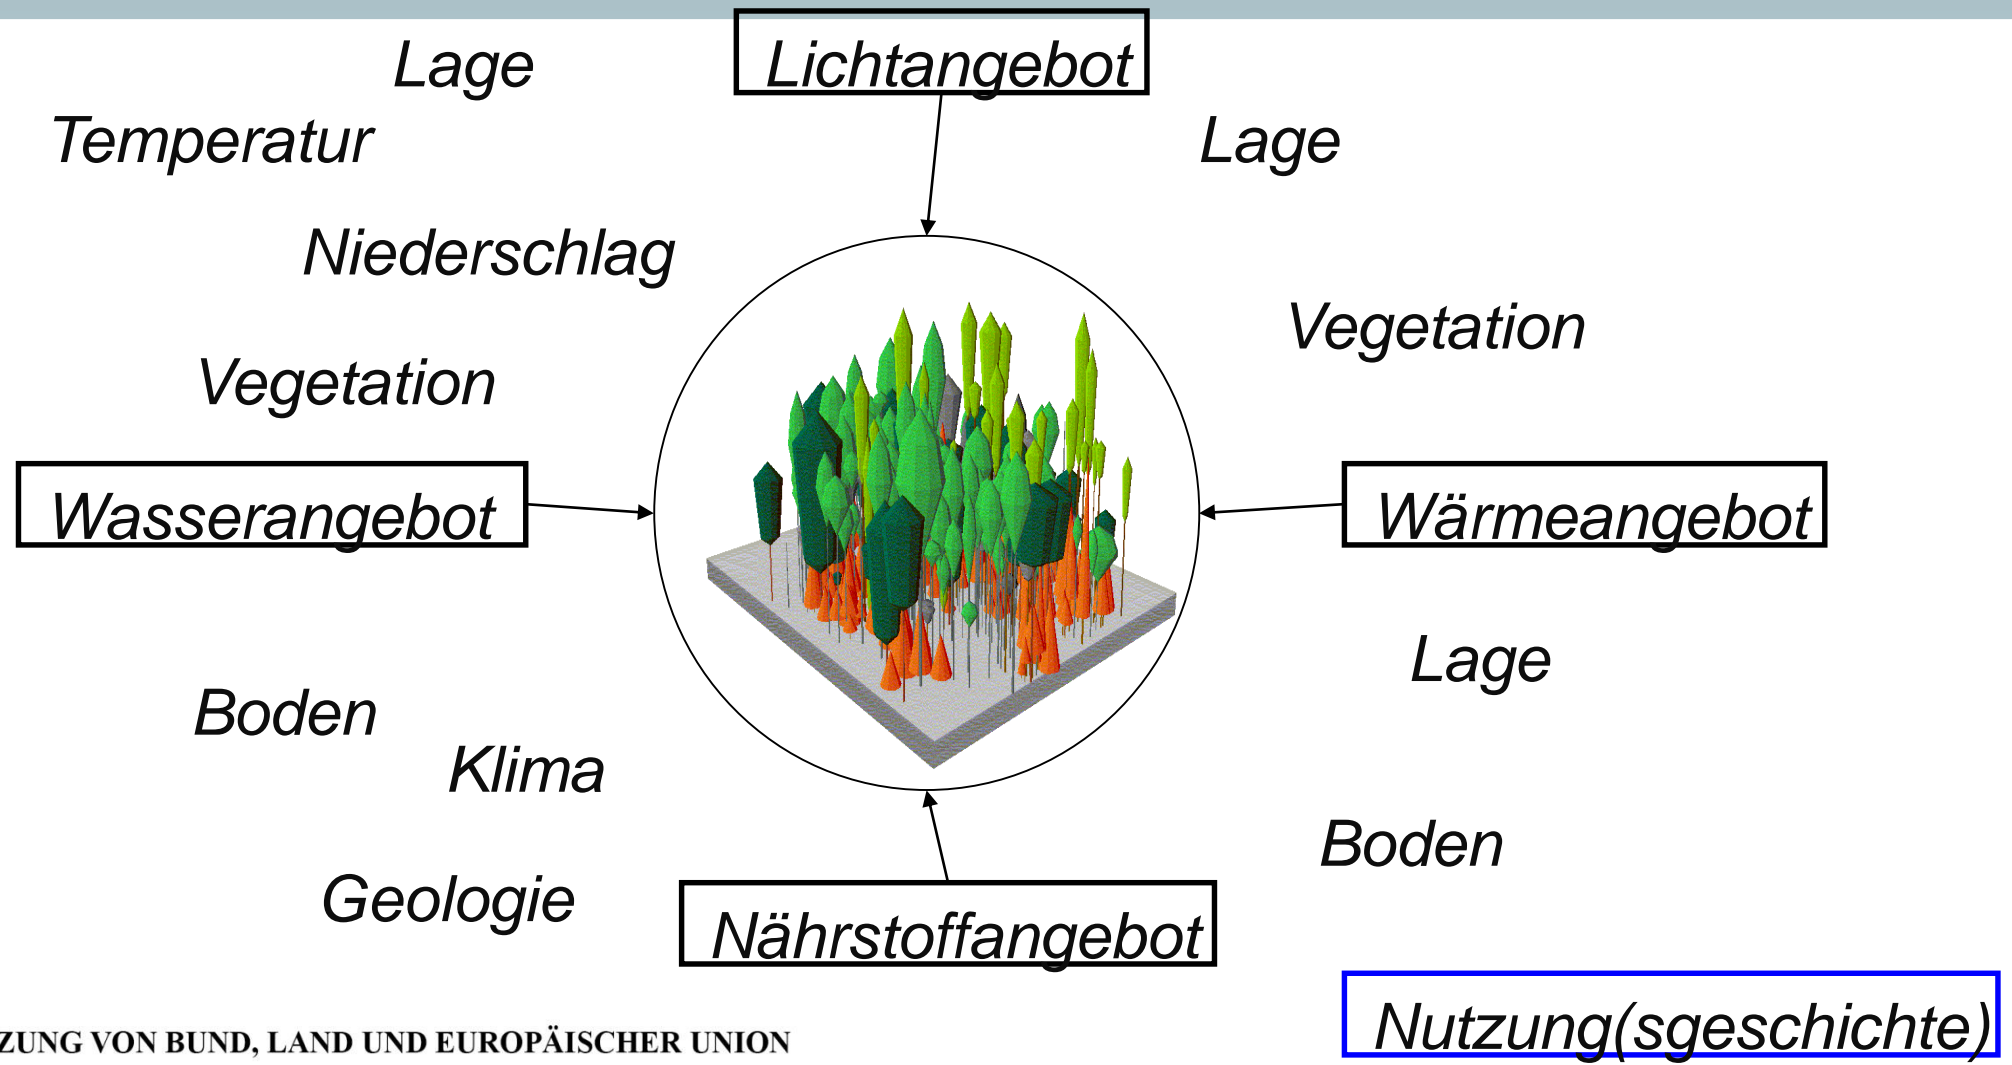 Lage
Lichtangebot
Temperatur
Lage
Niederschlag
Vegetation
Vegetation
Wasserangebot
Wärmeangebot
Lage
Boden
Klima
Boden
Geologie
Nährstoffangebot
Nutzung(sgeschichte)
ZUNG VON BUND, LAND UND EUROPÄISCHER UNION